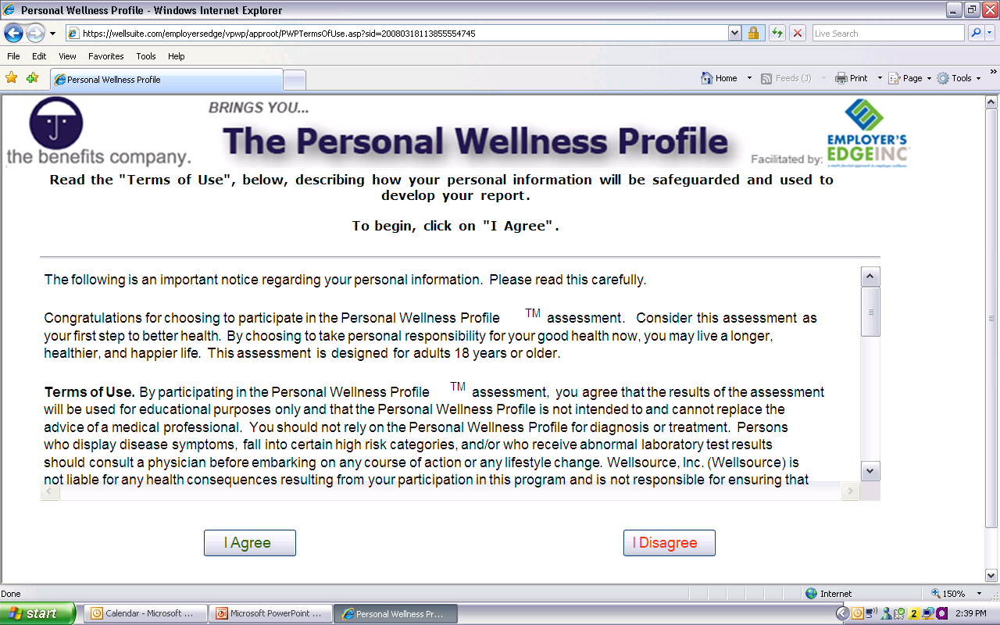 Personal Wellness Profile - Windows Internet Explorer
https://wellsuite.com/employersedge/vpwp/approot/PWPTermsOfUse.asp?sid=20080318113855554745
Live Search
File Edit View Favorites Tools Help
Personal Wellness Profile
Home Feeds (J) Print Page Tools »
BRINGS YOU...
The Personal Wellness Profile
the benefits company.
Facilitated by:
EMPLOYER'S
EDGE INC
Read the "Terms of Use", below, describing how your personal information will be safeguarded and used to
develop your report.
To begin, click on "I Agree".
The following is an important notice regarding your personal information. Please read this carefully.
Congratulations for choosing to participate in the Personal Wellness Profile TM assessment. Consider this assessment as
your first step to better health. By choosing to take personal responsibility for your good health now, you may live a longer,
healthier, and happier life. This assessment is designed for adults 18 years or older.
Terms of Use. By participating in the Personal Wellness Profile TM assessment, you agree that the results of the assessment
will be used for educational purposes only and that the Personal Wellness Profile is not intended to and cannot replace the
advice of a medical professional. You should not rely on the Personal Wellness Profile for diagnosis or treatment. Persons
who display disease symptoms, fall into certain high risk categories, and/or who receive abnormal laboratory test results
should consult a physician before embarking on any course of action or any lifestyle change. Wellsource, Inc. (Wellsource) is
not liable for any health consequences resulting from your participation in this program and is not responsible for ensuring that
I Agree
I Disagree
Done
Internet
150%
start
Calendar - Microsoft ...
Microsoft PowerPoint ...
Personal Wellness Pr...
2
2:39 PM